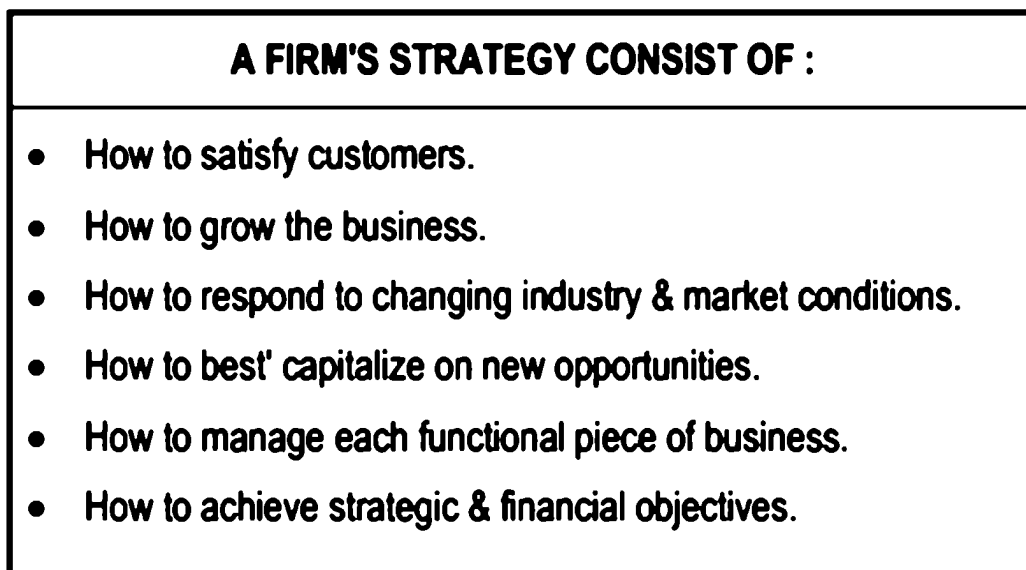 A FIRM'S STRATEGY CONSIST OF :
• How to satisfy customers.
• How to grow the business.
• How to respond to changing industry & market conditions.
• How to best' capitalize on new opportunities.
• How to manage each functional piece of business.
• How to achieve strategic & financial objectives.